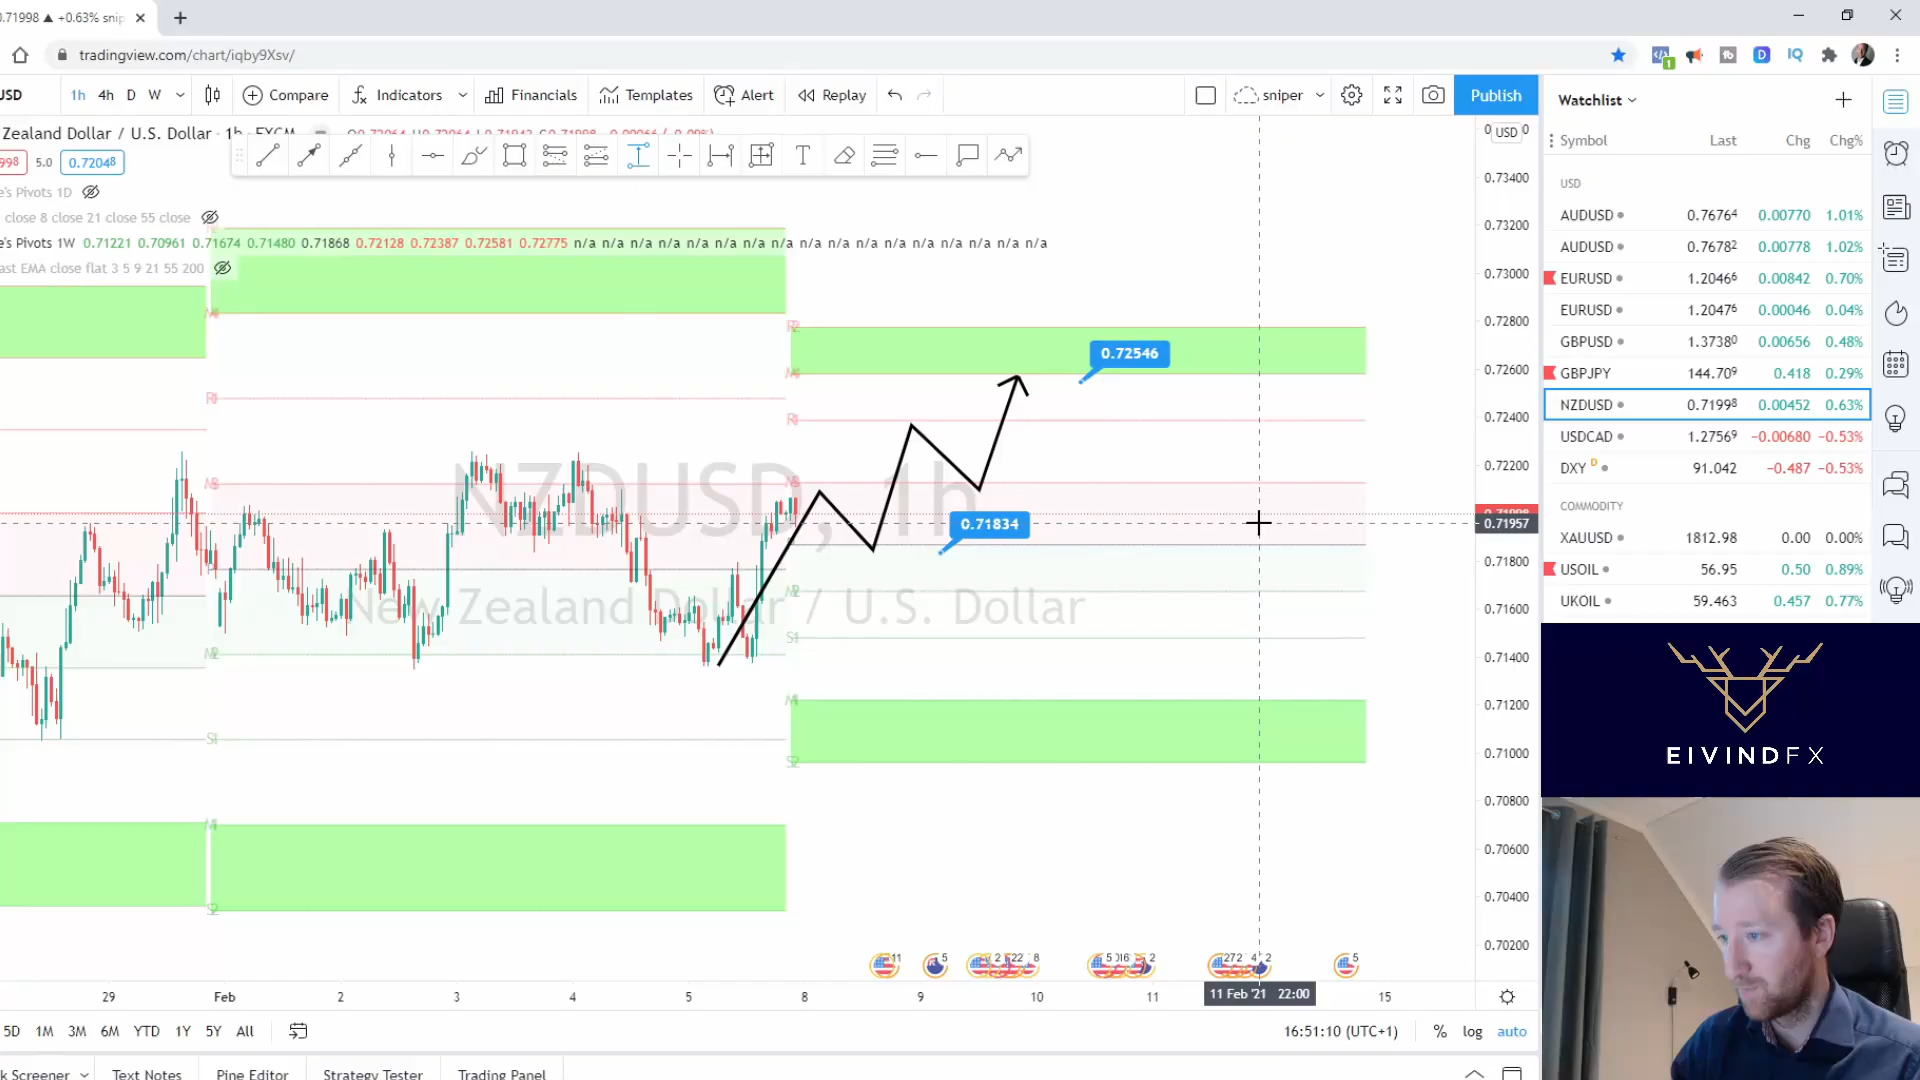 0.71998 ▲ +0.63% snip
tradingview.com/chart/iqby9Xsv/
USD 1h 4h D W Compare Indicators Financials Templates Alert Replay sniper Publish
Zealand Dollar / U.S. Dollar · 1h · FXCM
998 5.0 0.72048
e's Pivots 1D
close 8 close 21 close 55 close
e's Pivots 1W 0.71221 0.70961 0.71674 0.71480 0.71868 0.72128 0.72387 0.72581 0.72775 n/a n/a n/a n/a n/a n/a n/a n/a n/a n/a n/a n/a n/a n/a n/a n/a n/a
ast EMA close flat 3 5 9 21 55 200
NZDUSD, 1h
New Zealand Dollar / U.S. Dollar
0.72546
0.71834
USD
0.73400
0.73200
0.73000
0.72800
0.72600
0.72400
0.72200
0.71957
0.71800
0.71600
0.71400
0.71200
0.71000
0.70800
0.70600
0.70400
0.70200
29 Feb 2 3 4 5 8 9 10 11 11 Feb '21 22:00 15
5D 1M 3M 6M YTD 1Y 5Y All
16:51:10 (UTC+1) % log auto
k Screener Text Notes Pine Editor Strategy Tester Trading Panel
Watchlist
Symbol Last Chg Chg%
USD
AUDUSD 0.76764 0.00770 1.01%
AUDUSD 0.76782 0.00778 1.02%
EURUSD 1.20466 0.00842 0.70%
EURUSD 1.20476 0.00046 0.04%
GBPUSD 1.37380 0.00656 0.48%
GBPJPY 144.709 0.418 0.29%
NZDUSD 0.71998 0.00452 0.63%
USDCAD 1.27569 −0.00680 −0.53%
DXY D 91.042 −0.487 −0.53%
COMMODITY
XAUUSD 1812.98 0.00 0.00%
USOIL 56.95 0.50 0.89%
UKOIL 59.463 0.457 0.77%
EIVINDFX